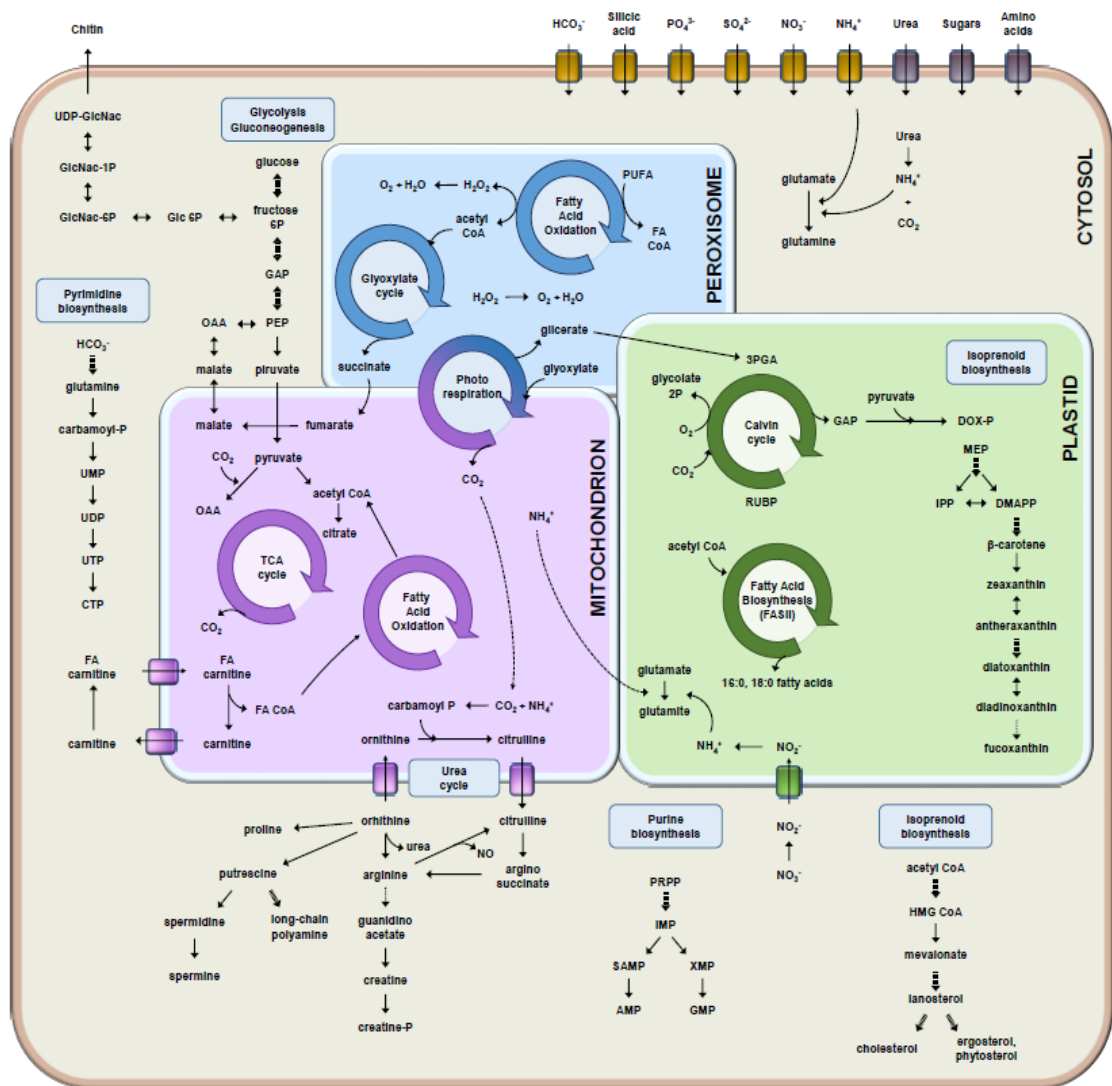 Chitin
HCO₃⁻
Silicic
acid
PO₄³⁻
SO₄²⁻
NO₃⁻
NH₄⁺
Urea
Sugars
Amino
acids
UDP-GlcNac
GlcNac-1P
GlcNac-6P
Glc 6P
Glycolysis
Gluconeogenesis
glucose
fructose
6P
GAP
PEP
OAA
malate
piruvate
CYTOSOL
Urea
NH₄⁺
+
CO₂
glutamate
glutamine
PEROXISOME
O₂ + H₂O
H₂O₂
Fatty
Acid
Oxidation
PUFA
FA
CoA
acetyl
CoA
Glyoxylate
cycle
H₂O₂
O₂ + H₂O
succinate
glicerate
glyoxylate
Photo
respiration
CO₂
Pyrimidine
biosynthesis
HCO₃⁻
glutamine
carbamoyl-P
UMP
UDP
UTP
CTP
FA
carnitine
carnitine
MITOCHONDRION
malate
fumarate
CO₂
pyruvate
OAA
acetyl CoA
citrate
TCA
cycle
CO₂
Fatty
Acid
Oxidation
FA
carnitine
FA CoA
carnitine
carbamoyl P
CO₂ + NH₄⁺
ornithine
citrulline
NH₄⁺
PLASTID
Isoprenoid
biosynthesis
3PGA
glycolate
2P
O₂
CO₂
Calvin
cycle
RUBP
GAP
pyruvate
DOX-P
MEP
IPP
DMAPP
β-carotene
zeaxanthin
antheraxanthin
diatoxanthin
diadinoxanthin
fucoxanthin
acetyl CoA
Fatty Acid
Biosynthesis
(FASII)
16:0, 18:0 fatty acids
glutamate
glutamite
NH₄⁺
NO₂⁻
NO₂⁻
NO₃⁻
Urea
cycle
orhithine
citrulline
proline
urea
NO
arginine
argino
succinate
putrescine
spermidine
long-chain
polyamine
spermine
guanidino
acetate
creatine
creatine-P
Purine
biosynthesis
PRPP
IMP
SAMP
XMP
AMP
GMP
Isoprenoid
biosynthesis
acetyl CoA
HMG CoA
mevalonate
lanosterol
cholesterol
ergosterol,
phytosterol